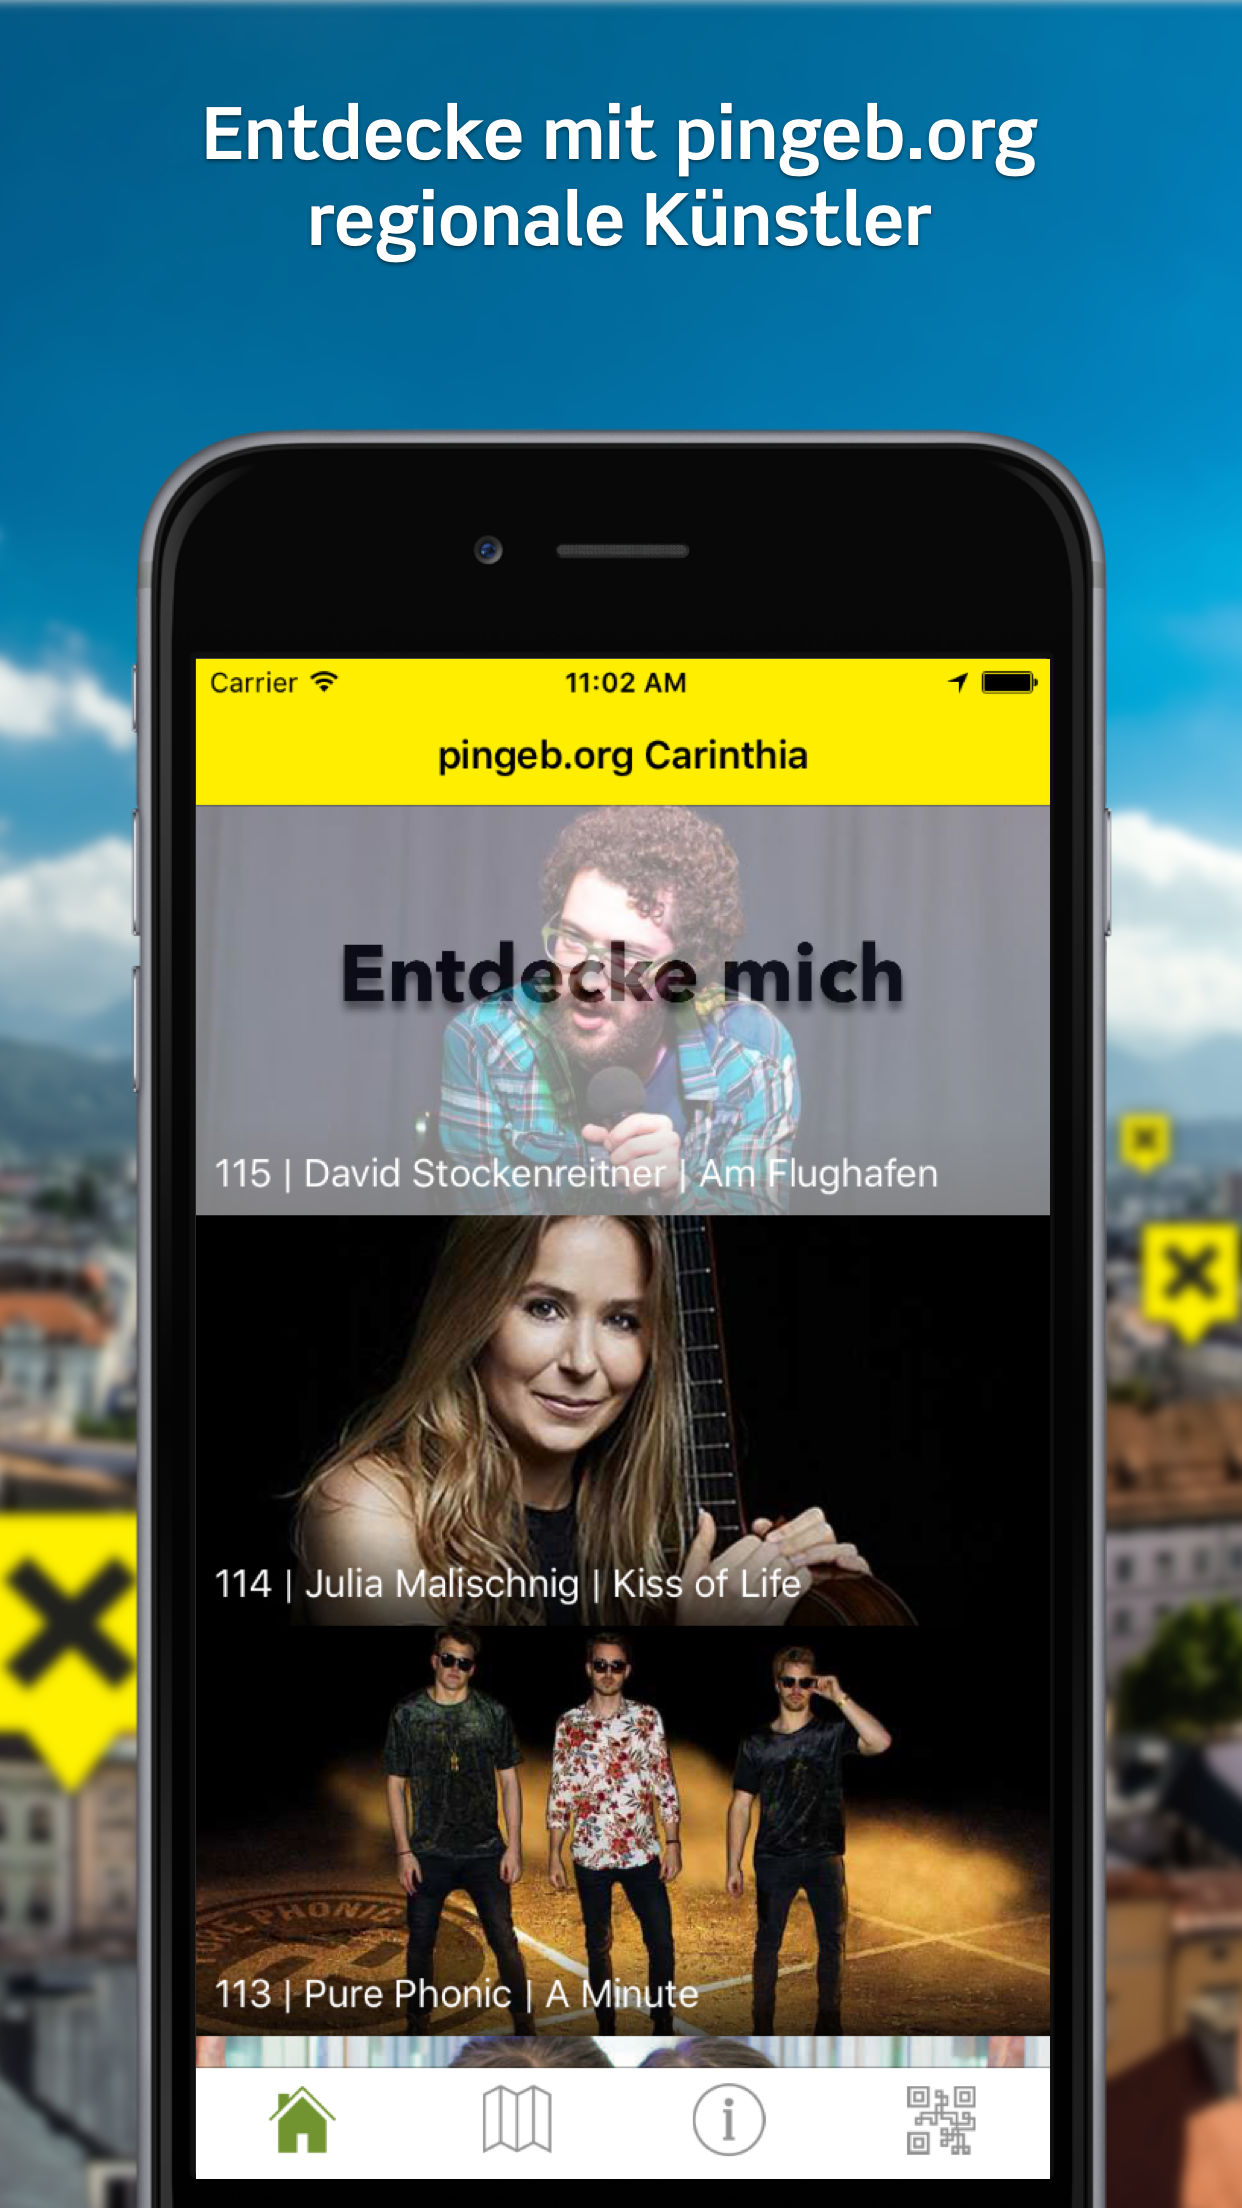 Entdecke mit pingeb.org
regionale Künstler
Carrier 11:02 AM
pingeb.org Carinthia
Entdecke mich
115 | David Stockenreitner | Am Flughafen
114 | Julia Malischnig | Kiss of Life
PHONIC
113 | Pure Phonic | A Minute